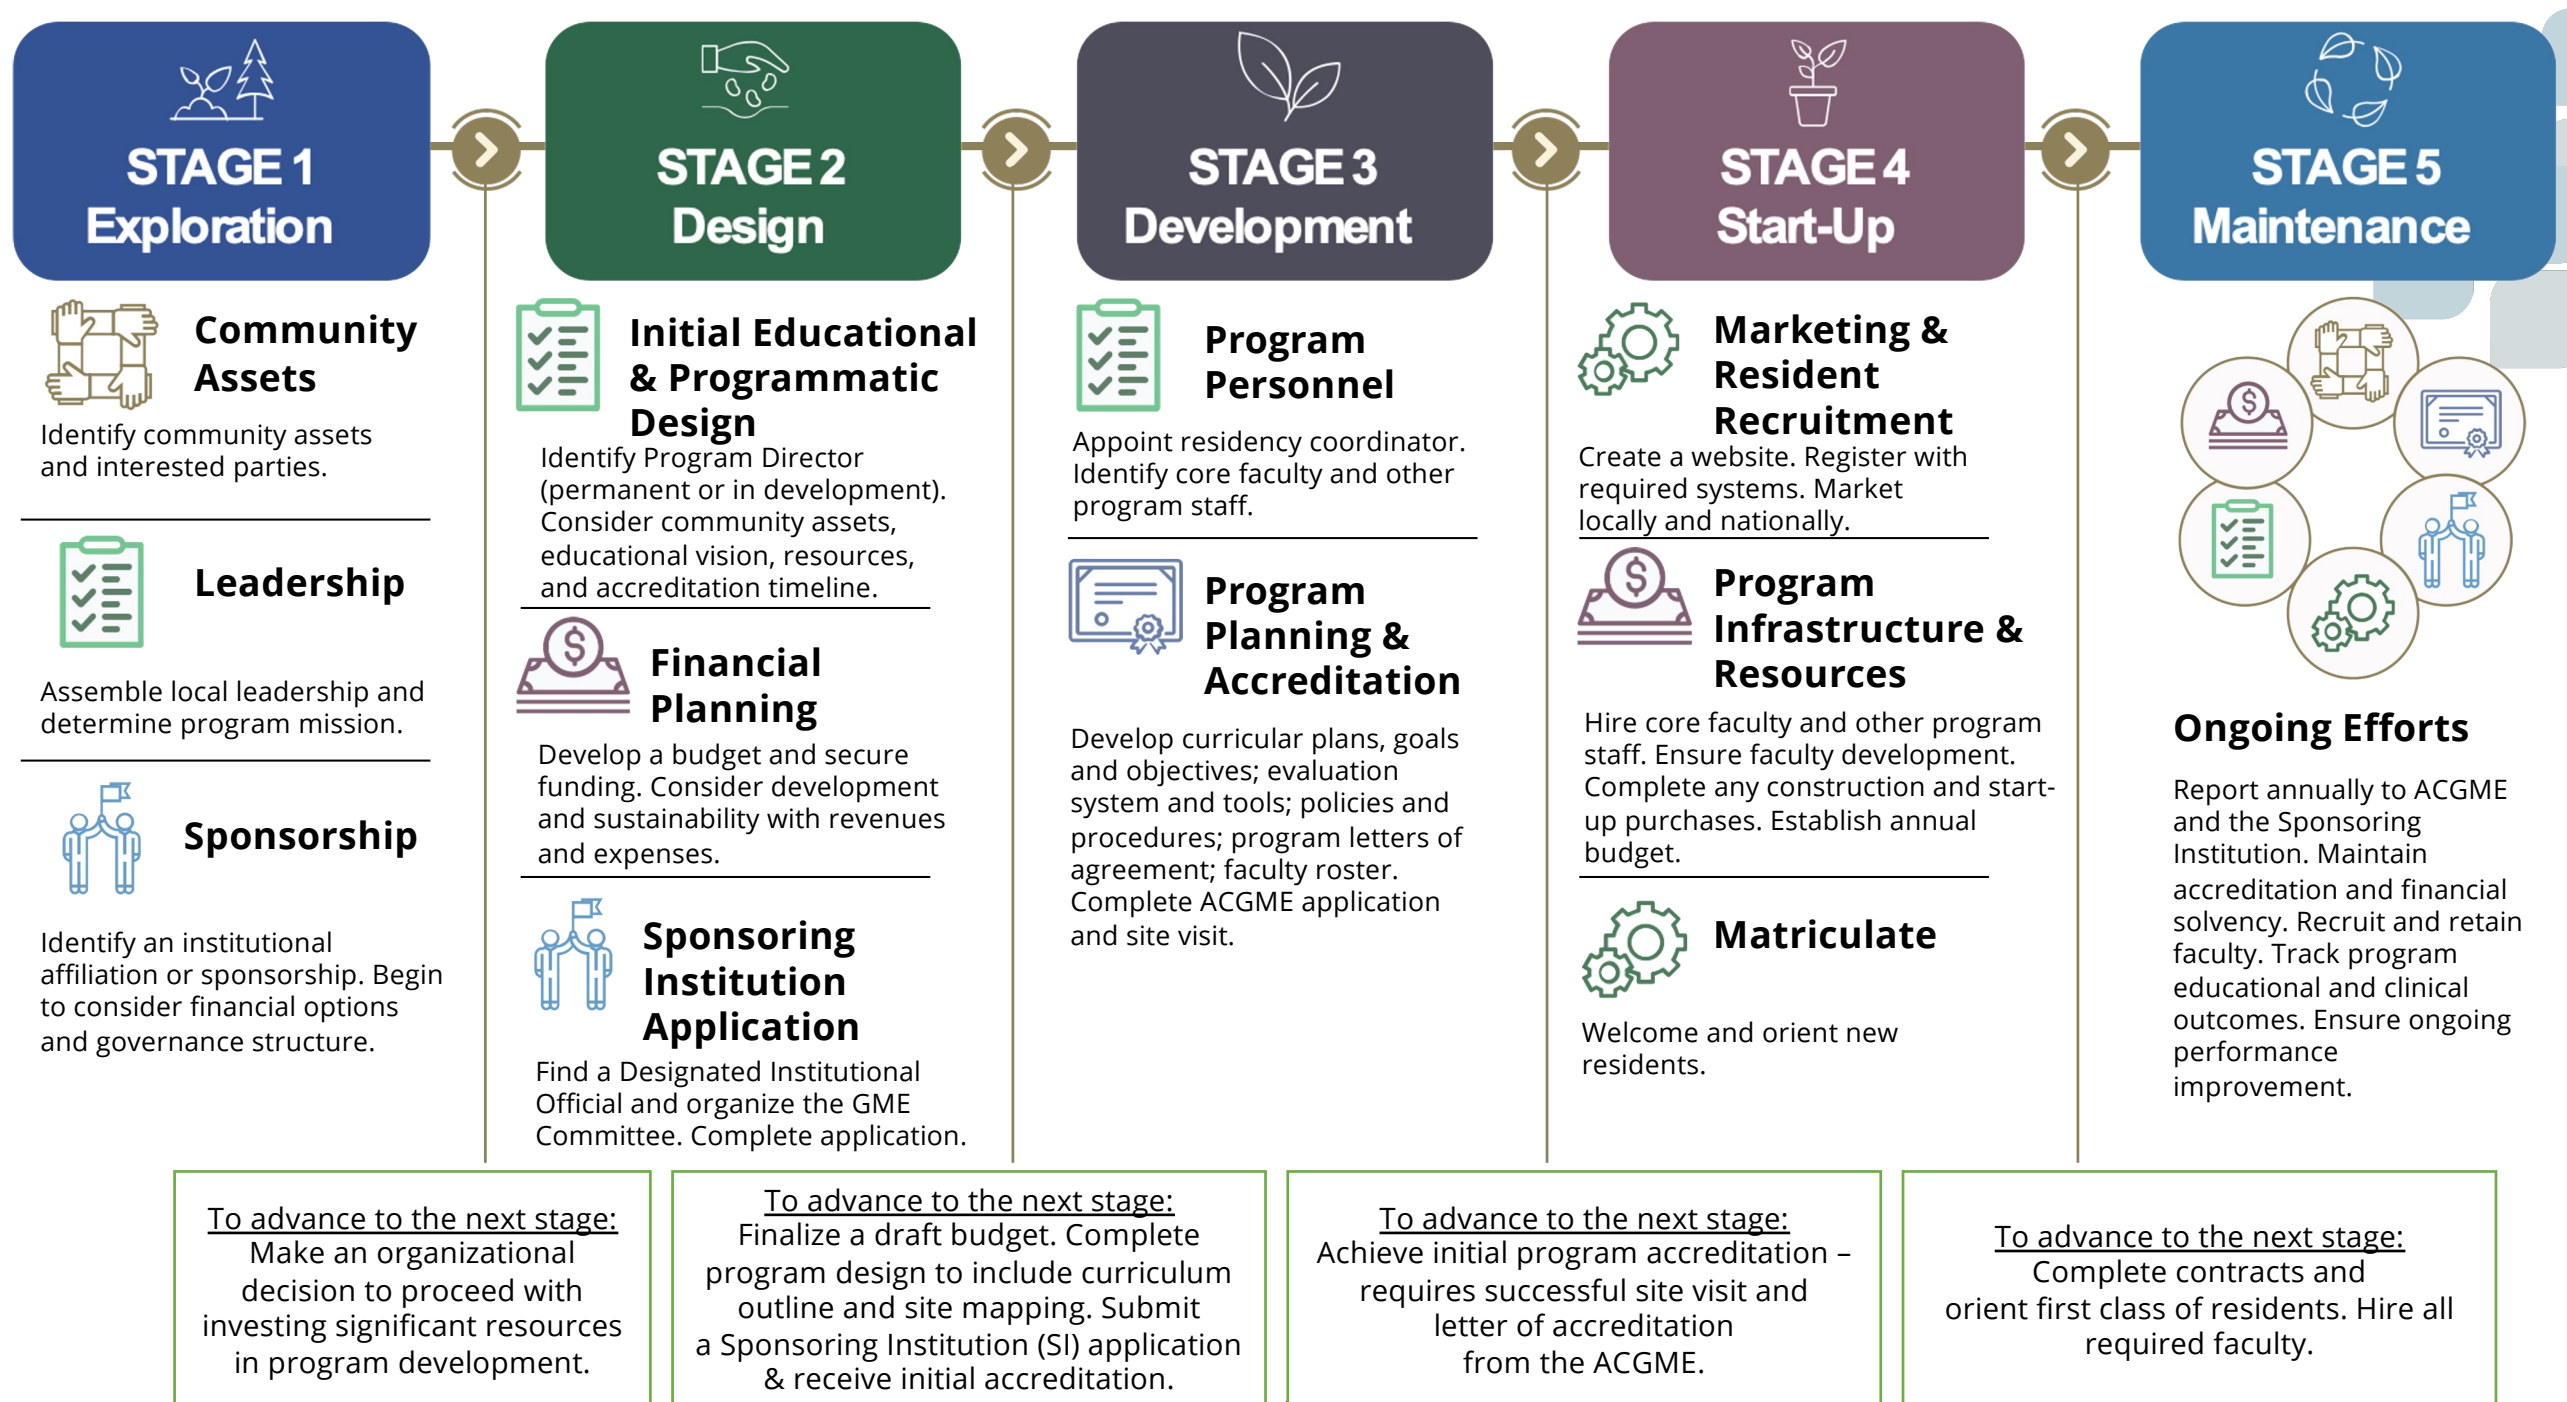 STAGE 1
Exploration
Community
Assets
Identify community assets
and interested parties.
Leadership
Assemble local leadership and
determine program mission.
Sponsorship
Identify an institutional
affiliation or sponsorship. Begin
to consider financial options
and governance structure.
STAGE 2
Design
Initial Educational
& Programmatic
Design
Identify Program Director
(permanent or in development).
Consider community assets,
educational vision, resources,
and accreditation timeline.
$
Financial
Planning
Develop a budget and secure
funding. Consider development
and sustainability with revenues
and expenses.
Sponsoring
Institution
Application
Find a Designated Institutional
Official and organize the GME
Committee. Complete application.
STAGE 3
Development
Program
Personnel
Appoint residency coordinator.
Identify core faculty and other
program staff.
Program
Planning &
Accreditation
Develop curricular plans, goals
and objectives; evaluation
system and tools; policies and
procedures; program letters of
agreement; faculty roster.
Complete ACGME application
and site visit.
STAGE 4
Start-Up
Marketing &
Resident
Recruitment
Create a website. Register with
required systems. Market
locally and nationally.
$
Program
Infrastructure &
Resources
Hire core faculty and other program
staff. Ensure faculty development.
Complete any construction and start-
up purchases. Establish annual
budget.
Matriculate
Welcome and orient new
residents.
STAGE 5
Maintenance
$
Ongoing Efforts
Report annually to ACGME
and the Sponsoring
Institution. Maintain
accreditation and financial
solvency. Recruit and retain
faculty. Track program
educational and clinical
outcomes. Ensure ongoing
performance
improvement.
To advance to the next stage:
Make an organizational
decision to proceed with
investing significant resources
in program development.
To advance to the next stage:
Finalize a draft budget. Complete
program design to include curriculum
outline and site mapping. Submit
a Sponsoring Institution (SI) application
& receive initial accreditation.
To advance to the next stage:
Achieve initial program accreditation –
requires successful site visit and
letter of accreditation
from the ACGME.
To advance to the next stage:
Complete contracts and
orient first class of residents. Hire all
required faculty.